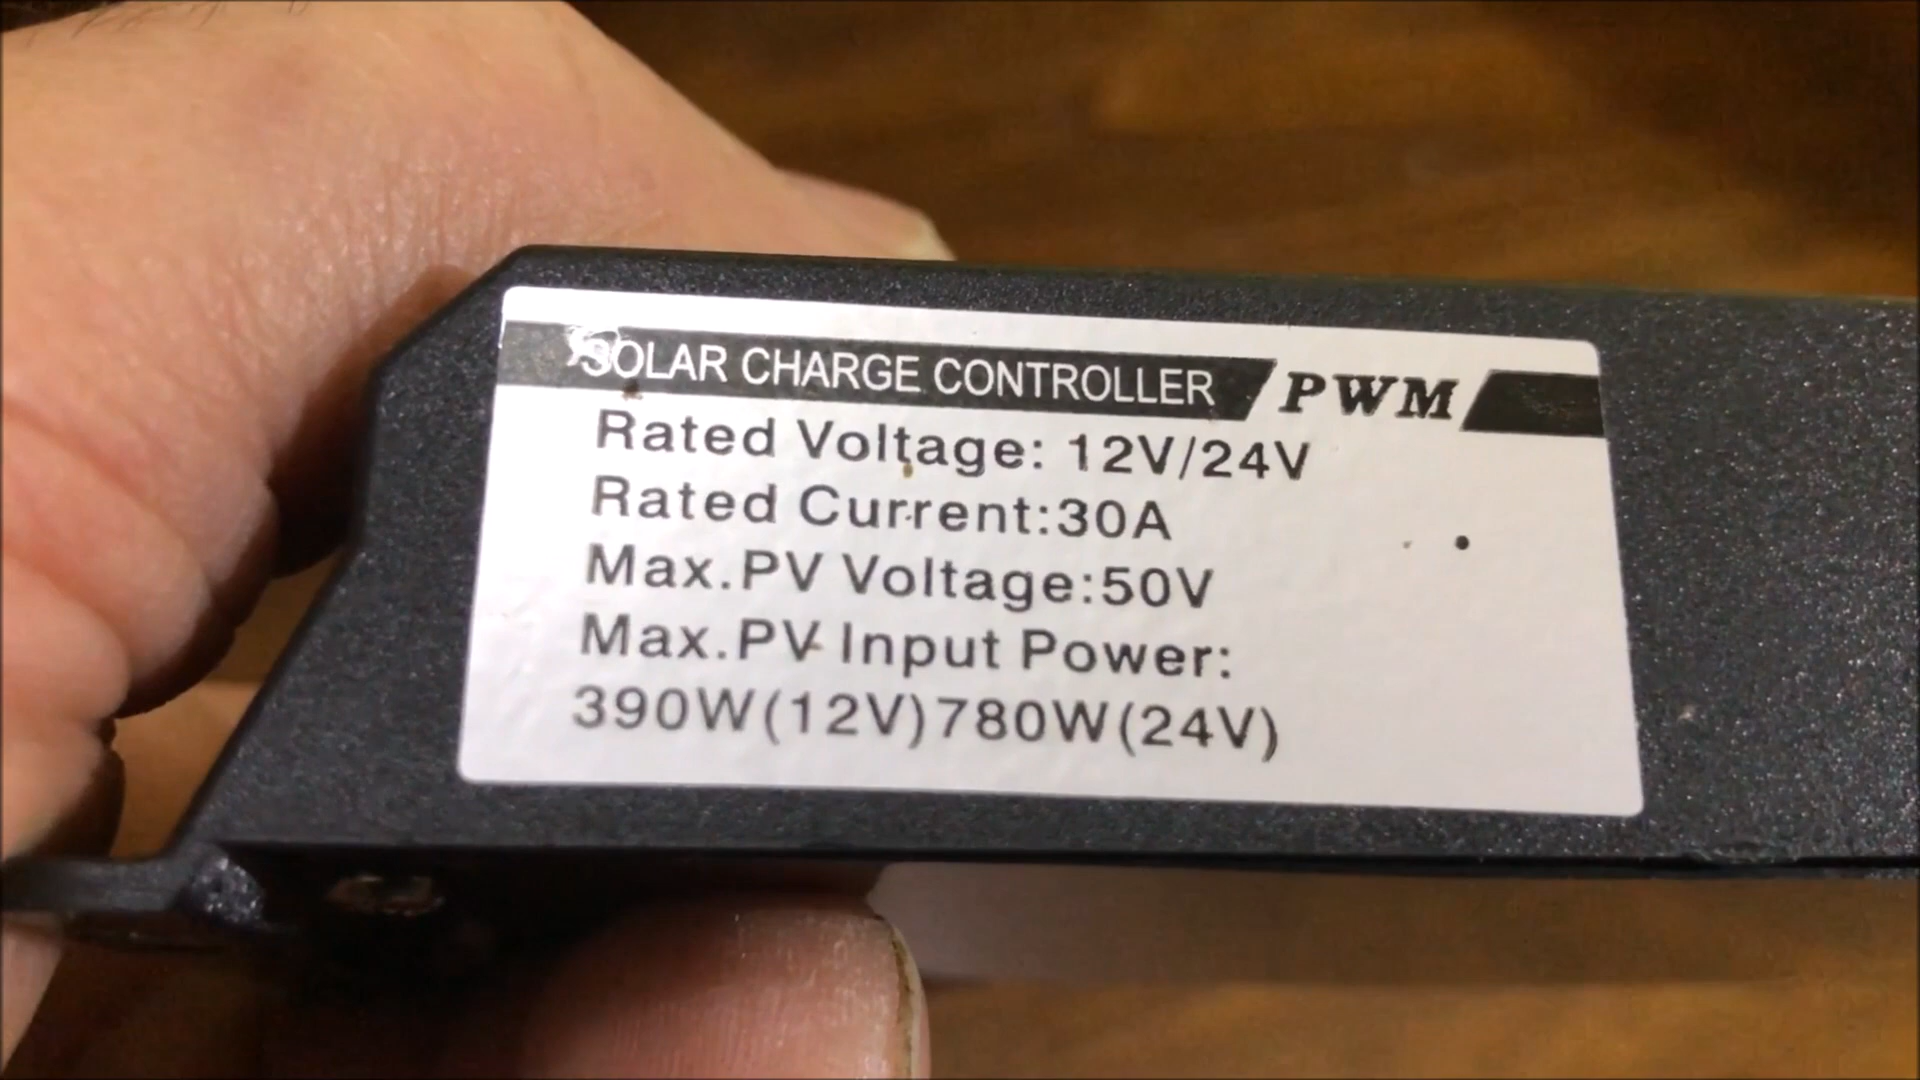 SOLAR CHARGE CONTROLLER PWM
Rated Voltage: 12V/24V
Rated Current:30A
Max.PV Voltage:50V
Max.PV Input Power:
390W(12V)780W(24V)